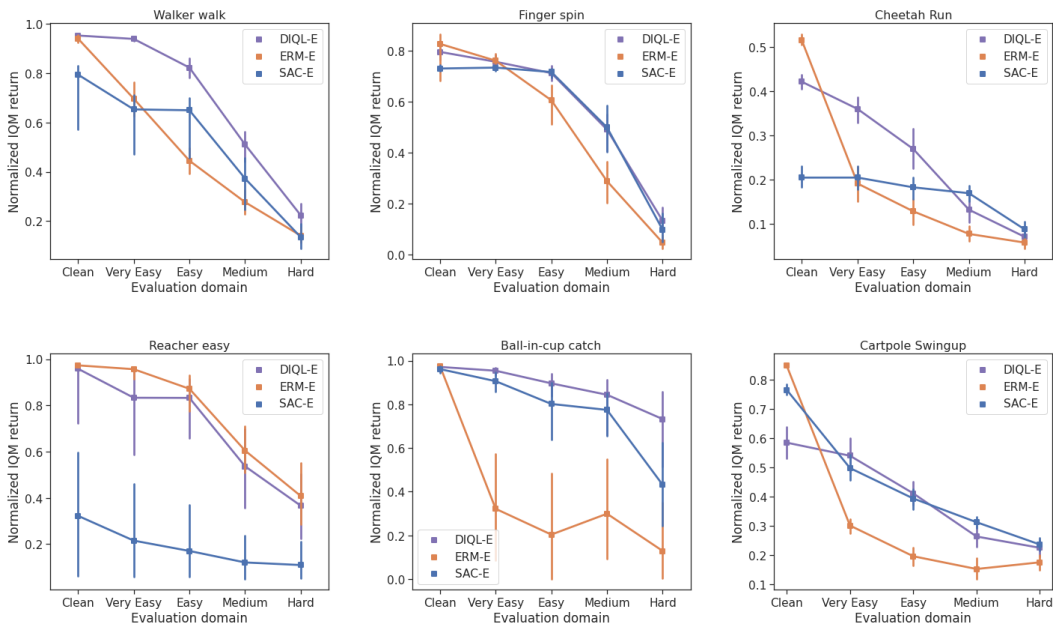 Walker walk
Normalized IQM return
1.0
0.8
0.6
0.4
0.2
DIQL-E
ERM-E
SAC-E
Clean Very Easy Easy Medium Hard
Evaluation domain
Finger spin
Normalized IQM return
0.8
0.6
0.4
0.2
0.0
DIQL-E
ERM-E
SAC-E
Clean Very Easy Easy Medium Hard
Evaluation domain
Cheetah Run
Normalized IQM return
0.5
0.4
0.3
0.2
0.1
DIQL-E
ERM-E
SAC-E
Clean Very Easy Easy Medium Hard
Evaluation domain
Reacher easy
Normalized IQM return
1.0
0.8
0.6
0.4
0.2
DIQL-E
ERM-E
SAC-E
Clean Very Easy Easy Medium Hard
Evaluation domain
Ball-in-cup catch
Normalized IQM return
1.0
0.8
0.6
0.4
0.2
0.0
DIQL-E
ERM-E
SAC-E
Clean Very Easy Easy Medium Hard
Evaluation domain
Cartpole Swingup
Normalized IQM return
0.8
0.7
0.6
0.5
0.4
0.3
0.2
0.1
DIQL-E
ERM-E
SAC-E
Clean Very Easy Easy Medium Hard
Evaluation domain